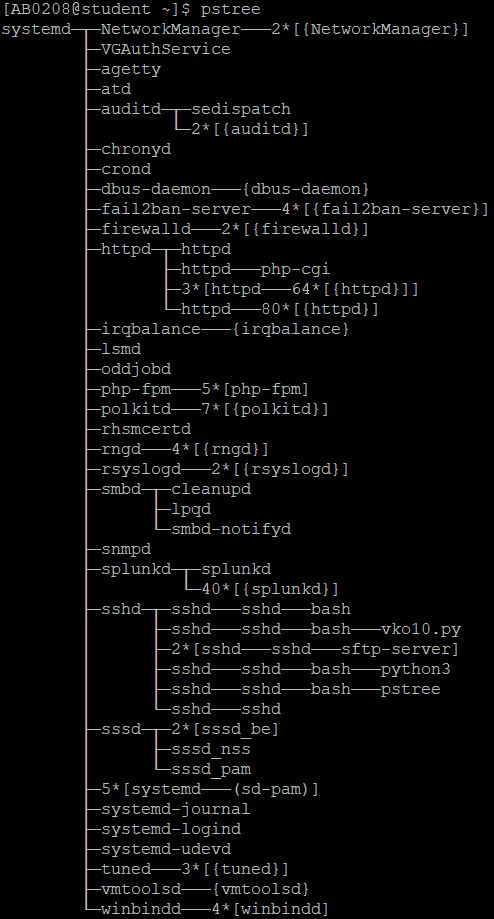 [AB0208@student ~]$ pstree
systemd─┬─NetworkManager───2*[{NetworkManager}]
        ├─VGAuthService
        ├─agetty
        ├─atd
        ├─auditd─┬─sedispatch
        │        └─2*[{auditd}]
        ├─chronyd
        ├─crond
        ├─dbus-daemon───{dbus-daemon}
        ├─fail2ban-server───4*[{fail2ban-server}]
        ├─firewalld───2*[{firewalld}]
        ├─httpd─┬─httpd
        │       ├─httpd───php-cgi
        │       ├─3*[httpd───64*[{httpd}]]
        │       └─httpd───80*[{httpd}]
        ├─irqbalance───{irqbalance}
        ├─lsmd
        ├─oddjobd
        ├─php-fpm───5*[php-fpm]
        ├─polkitd───7*[{polkitd}]
        ├─rhsmcertd
        ├─rngd───4*[{rngd}]
        ├─rsyslogd───2*[{rsyslogd}]
        ├─smbd─┬─cleanupd
        │      ├─lpqd
        │      └─smbd-notifyd
        ├─snmpd
        ├─splunkd─┬─splunkd
        │         └─40*[{splunkd}]
        ├─sshd─┬─sshd───sshd───bash
        │      ├─sshd───sshd───bash───vko10.py
        │      ├─2*[sshd───sshd───sftp-server]
        │      ├─sshd───sshd───bash───python3
        │      ├─sshd───sshd───bash───pstree
        │      └─sshd───sshd
        ├─sssd─┬─2*[sssd_be]
        │      ├─sssd_nss
        │      └─sssd_pam
        ├─5*[systemd───(sd-pam)]
        ├─systemd-journal
        ├─systemd-logind
        ├─systemd-udevd
        ├─tuned───3*[{tuned}]
        ├─vmtoolsd───{vmtoolsd}
        └─winbindd───4*[winbindd]